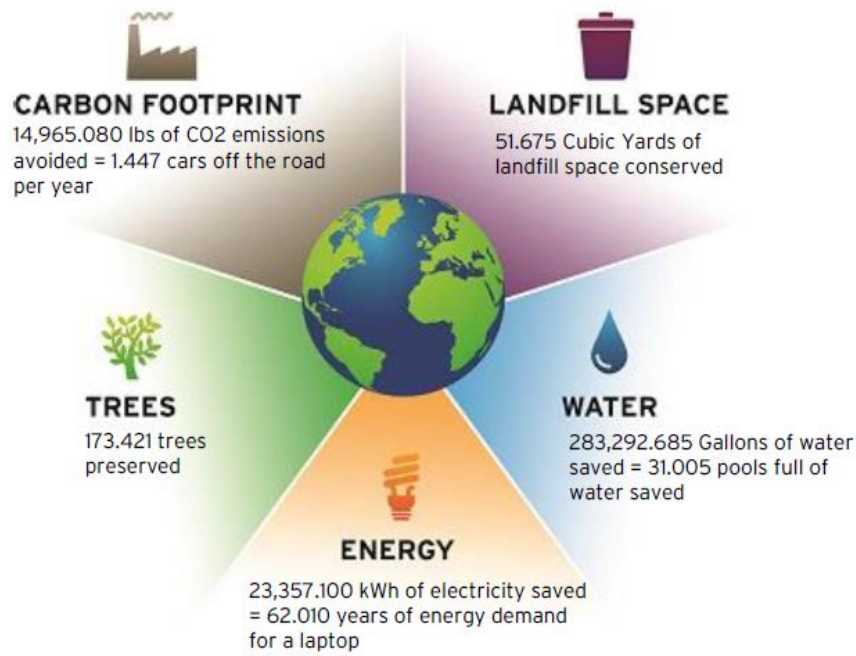 CARBON FOOTPRINT
14,965.080 lbs of CO2 emissions
avoided = 1.447 cars off the road
per year
LANDFILL SPACE
51.675 Cubic Yards of
landfill space conserved
TREES
173.421 trees
preserved
WATER
283,292.685 Gallons of water
saved = 31.005 pools full of
water saved
ENERGY
23,357.100 kWh of electricity saved
= 62.010 years of energy demand
for a laptop